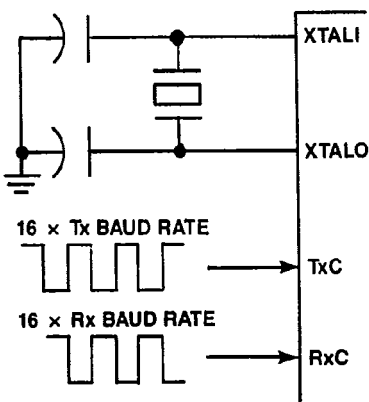 XTALI
XTALO
16 × Tx BAUD RATE
TxC
16 × Rx BAUD RATE
RxC